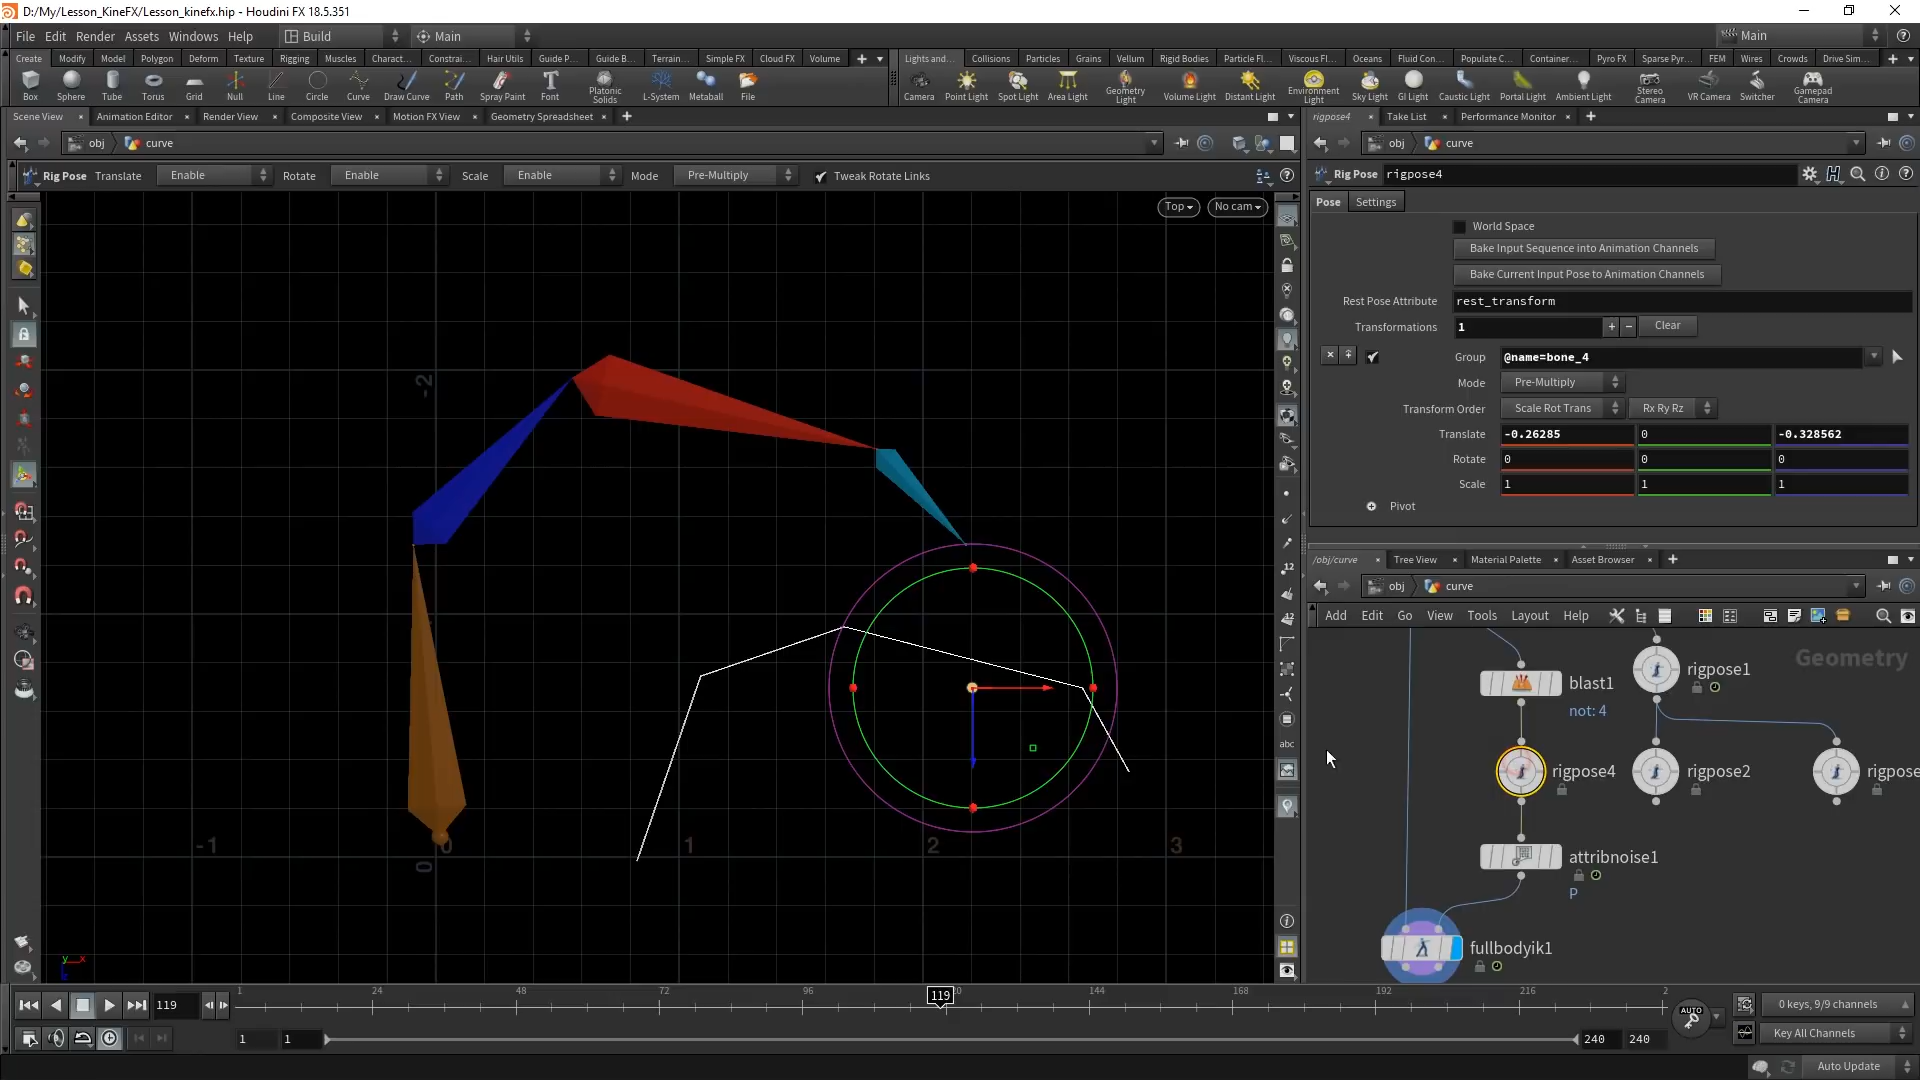 D:/My/Lesson_KineFX/Lesson_kinefx.hip - Houdini FX 18.5.351
File Edit Render Assets Windows Help Build Main Main
Create Modify Model Polygon Deform Texture Rigging Muscles Charact... Constrai... Hair Utils Guide P... Guide B... Terrain... Simple FX Cloud FX Volume
Lights and... Collisions Particles Grains Vellum Rigid Bodies Particle Fl... Viscous Fl... Oceans Fluid Con... Populate C... Container... Pyro FX Sparse Pyr... FEM Wires Crowds Drive Sim...
Box Sphere Tube Torus Grid Null Line Circle Curve Draw Curve Path Spray Paint Font Platonic Solids L-System Metaball File
Camera Point Light Spot Light Area Light Geometry Light Volume Light Distant Light Environment Light Sky Light GI Light Caustic Light Portal Light Ambient Light Stereo Camera VR Camera Switcher Gamepad Camera
Scene View Animation Editor Render View Composite View Motion FX View Geometry Spreadsheet
rigpose4 Take List Performance Monitor
obj curve
obj curve
Rig Pose Translate Enable Rotate Enable Scale Enable Mode Pre-Multiply Tweak Rotate Links
Rig Pose rigpose4
Top No cam
Pose Settings
World Space
Bake Input Sequence into Animation Channels
Bake Current Input Pose to Animation Channels
Rest Pose Attribute rest_transform
Transformations 1 + − Clear
Group @name=bone_4
Mode Pre-Multiply
Transform Order Scale Rot Trans Rx Ry Rz
Translate -0.26285 0 -0.328562
Rotate 0 0 0
Scale 1 1 1
Pivot
-2
-1 0 1 2 3
0
/obj/curve Tree View Material Palette Asset Browser
obj curve
Add Edit Go View Tools Layout Help
Geometry
blast1
not: 4
rigpose1
rigpose4
rigpose2
rigpose
attribnoise1
P
fullbodyik1
12
abc
y x
119
1 24 48 72 96 119 144 168 192 216 2
1 1 240 240
AUTO
0 keys, 9/9 channels
Key All Channels
Auto Update